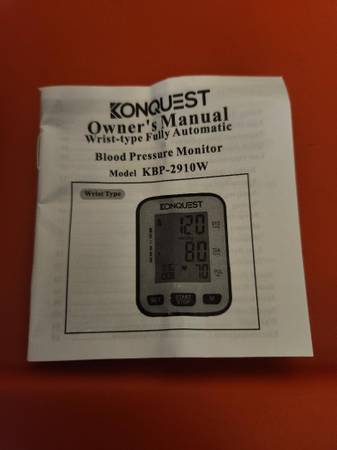 KONQUEST
Owner's Manual
Wrist-type Fully Automatic
Blood Pressure Monitor
Model KBP-2910W
Wrist Type
KONQUEST
120
80
70
SET
START
STOP
M